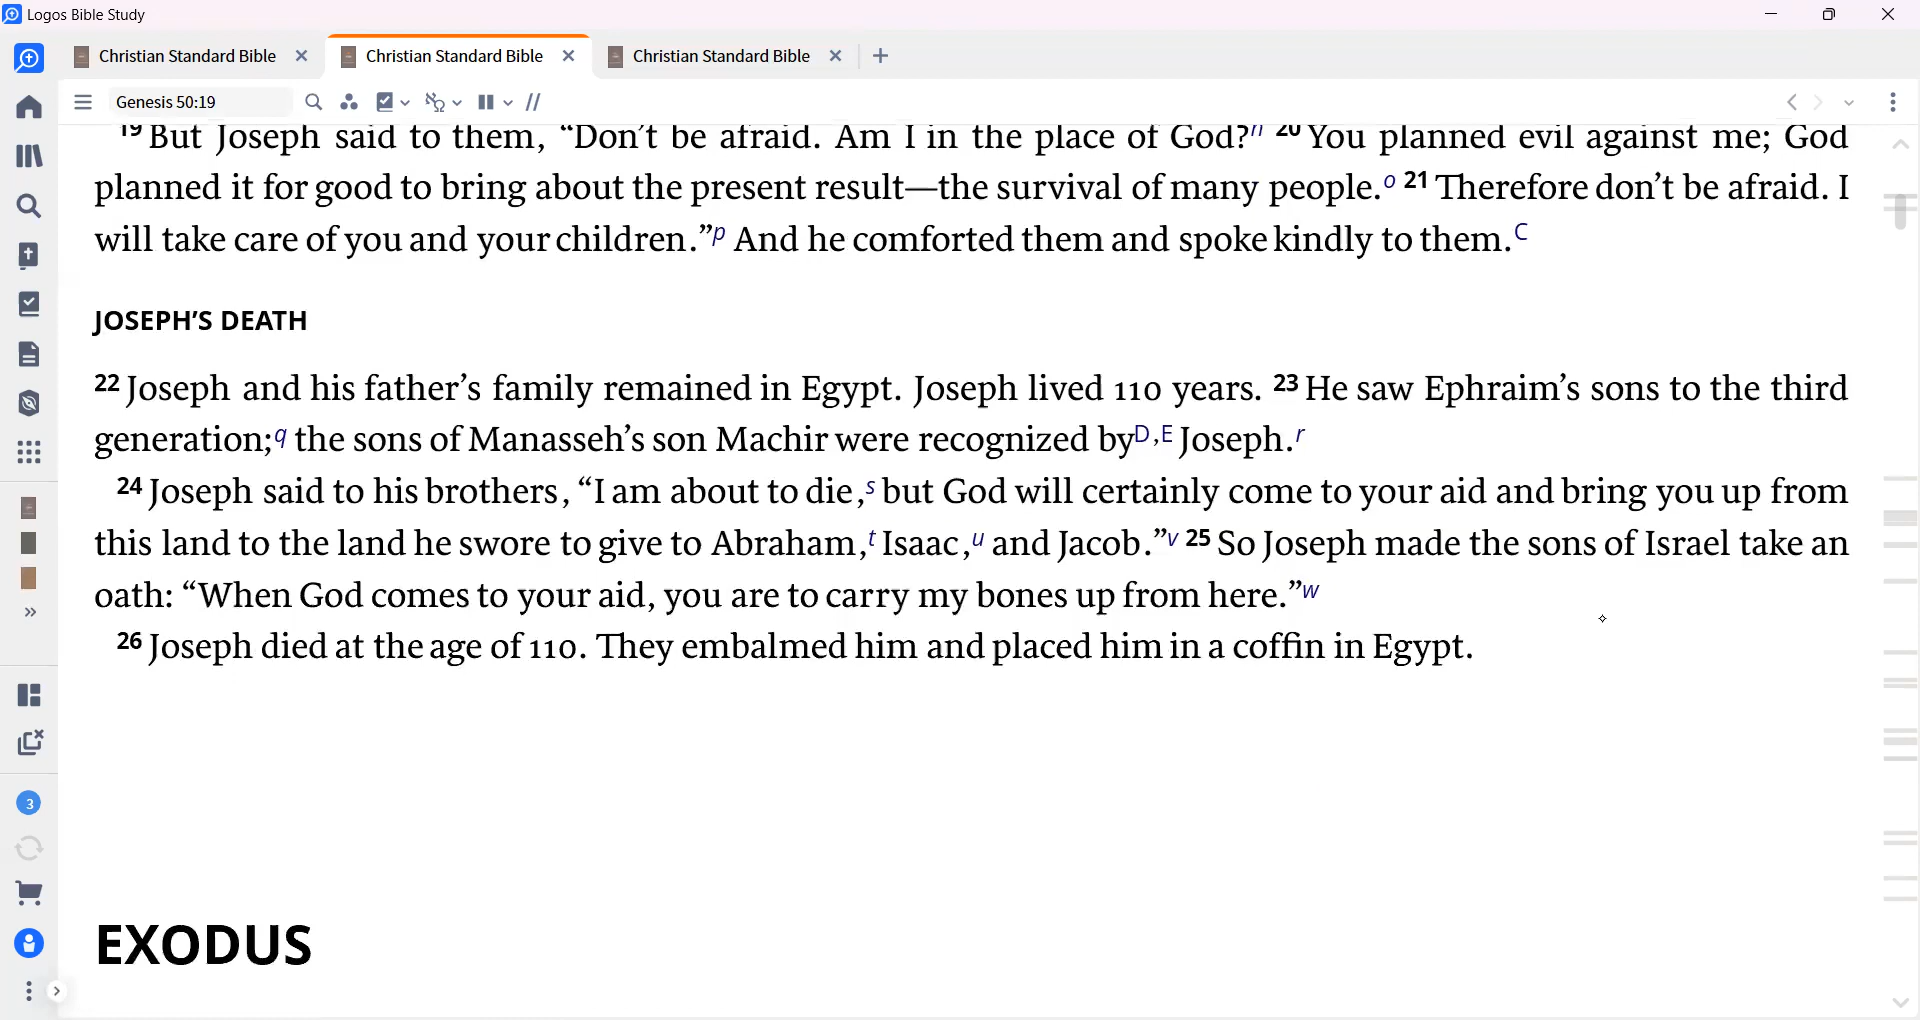 Logos Bible Study
Christian Standard Bible Christian Standard Bible Christian Standard Bible
Genesis 50:19
19 But Joseph said to them, “Don’t be afraid. Am I in the place of God?n 20 You planned evil against me; God
planned it for good to bring about the present result—the survival of many people.o 21 Therefore don’t be afraid. I
will take care of you and your children.”p And he comforted them and spoke kindly to them.C
JOSEPH’S DEATH
22 Joseph and his father’s family remained in Egypt. Joseph lived 110 years. 23 He saw Ephraim’s sons to the third
generation;q the sons of Manasseh’s son Machir were recognized byD,E Joseph.r
24 Joseph said to his brothers, “I am about to die,s but God will certainly come to your aid and bring you up from
this land to the land he swore to give to Abraham,t Isaac,u and Jacob.”v 25 So Joseph made the sons of Israel take an
oath: “When God comes to your aid, you are to carry my bones up from here.”w
26 Joseph died at the age of 110. They embalmed him and placed him in a coffin in Egypt.
3
EXODUS